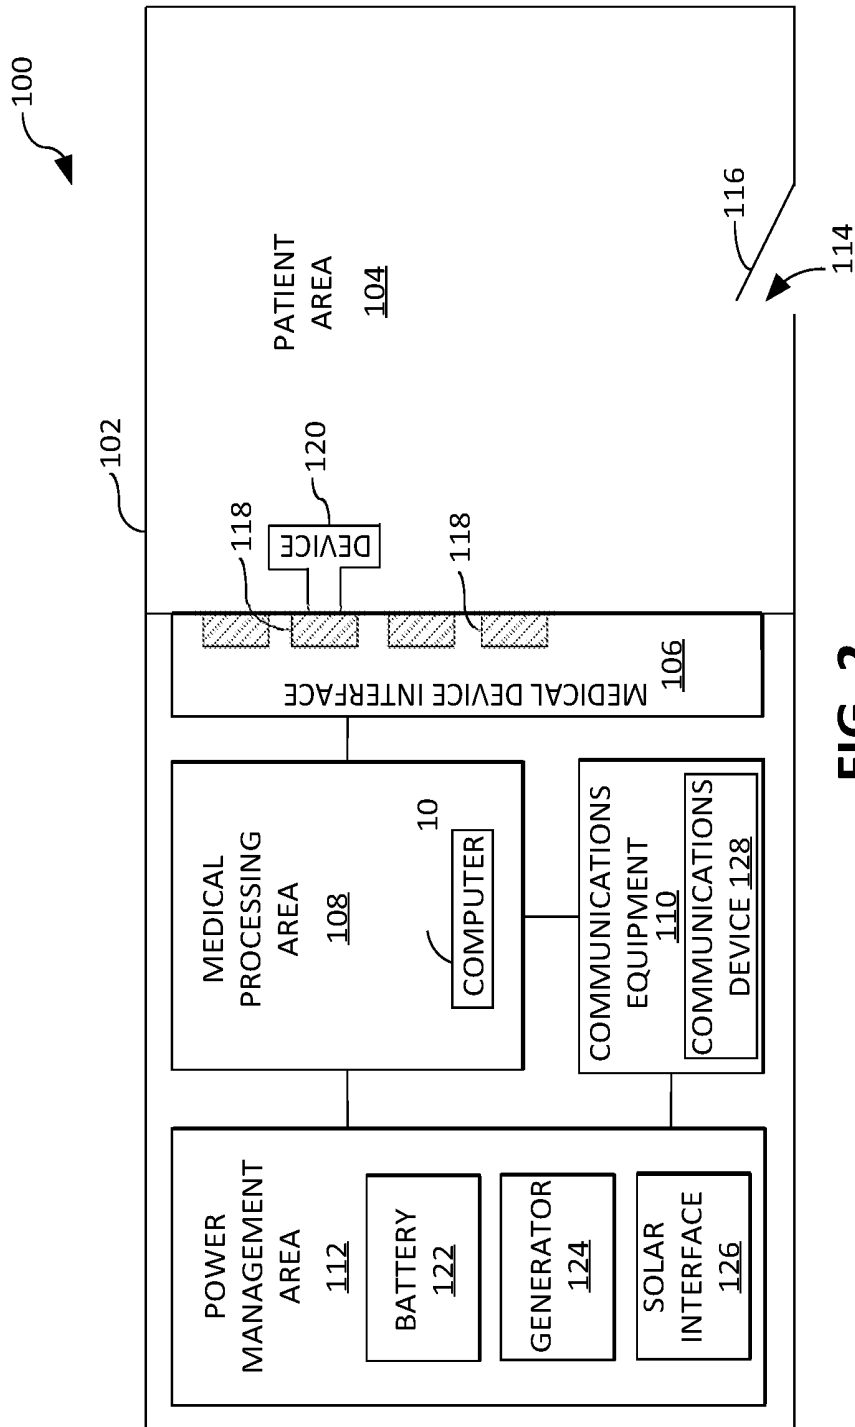 100
102
PATIENT
AREA
104
116
114
118
120
DEVICE
118
MEDICAL DEVICE INTERFACE
106
MEDICAL
PROCESSING
AREA
108
10
COMPUTER
COMMUNICATIONS
EQUIPMENT
110
COMMUNICATIONS
DEVICE 128
POWER
MANAGEMENT
AREA
112
BATTERY
122
GENERATOR
124
SOLAR
INTERFACE
126
FIG. 2